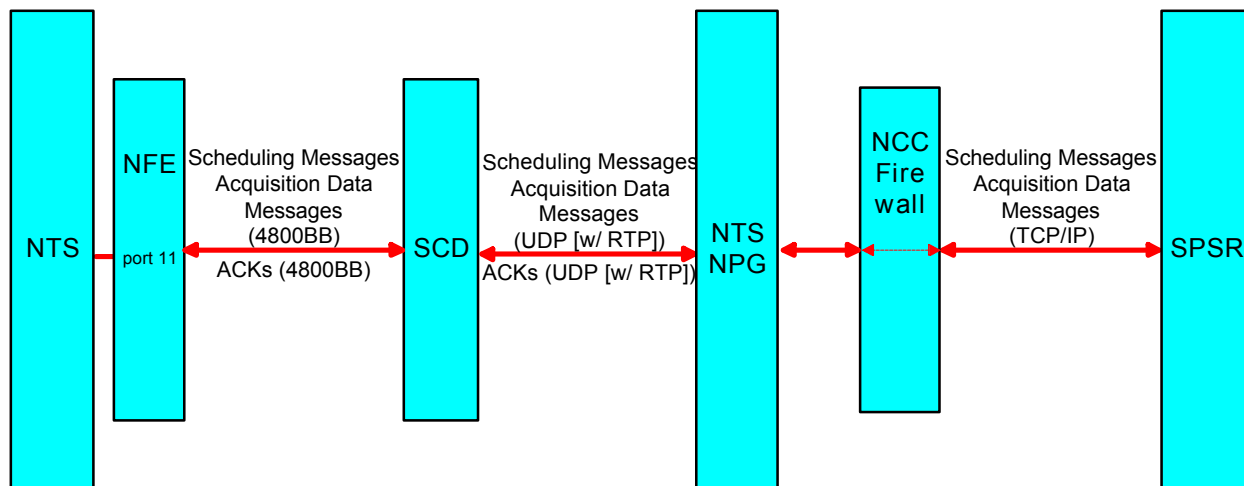 NTS
NFE
port 11
Scheduling Messages
Acquisition Data
Messages
(4800BB)
ACKs (4800BB)
SCD
Scheduling Messages
Acquisition Data
Messages
(UDP [w/ RTP])
ACKs (UDP [w/ RTP])
NTS
NPG
NCC
Fire
wall
Scheduling Messages
Acquisition Data
Messages
(TCP/IP)
SPSR